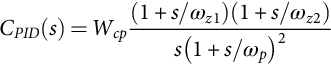 C_{PID}(s) = W_{cp} \frac{(1 + s/\omega_{z1})(1 + s/\omega_{z2})}{s(1 + s/\omega_p)^2}